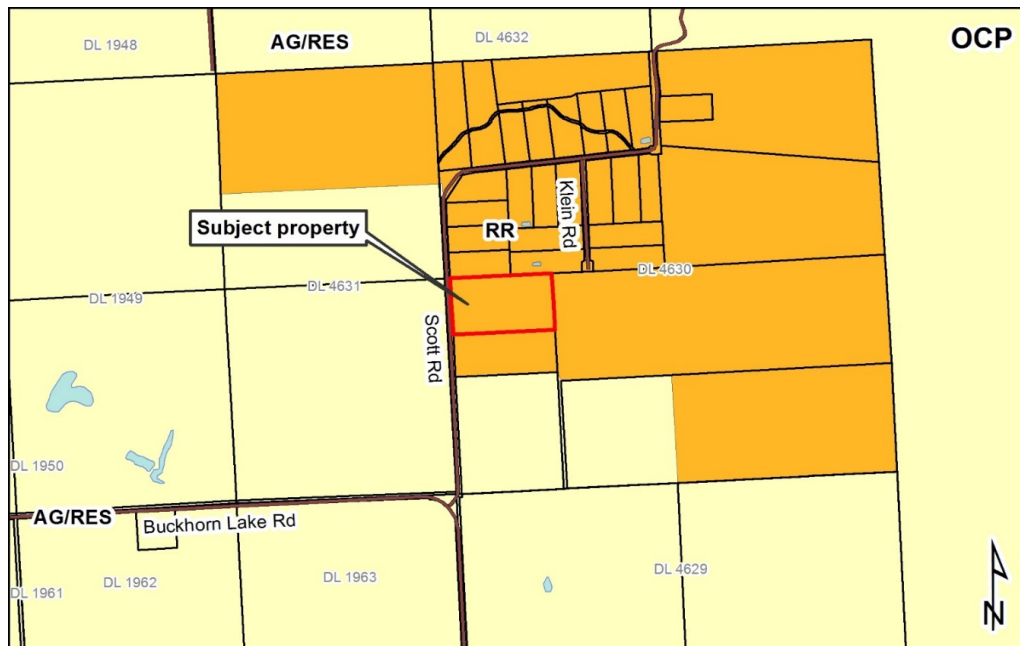 DL 1948
AG/RES
DL 4632
OCP
Klein Rd
Subject property
RR
DL 4630
DL 1949
DL 4631
Scott Rd
DL 1950
AG/RES
Buckhorn Lake Rd
DL 1961
DL 1962
DL 1963
DL 4629
N